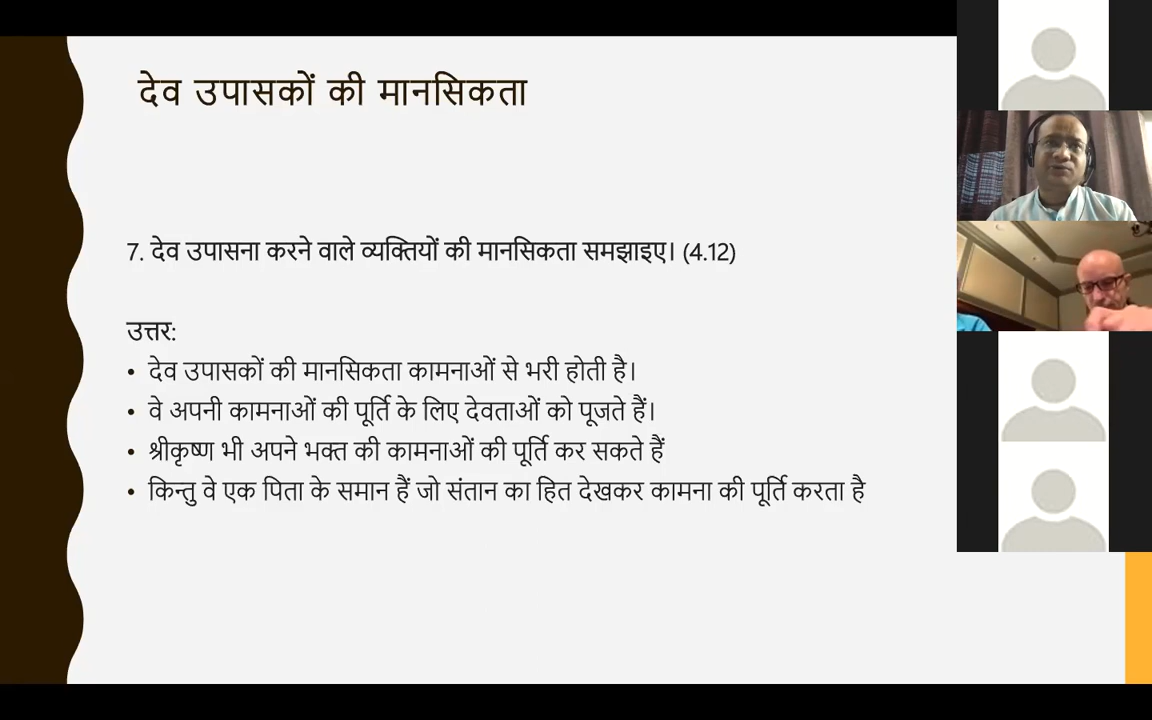 देव उपासकों की मानसिकता
7. देव उपासना करने वाले व्यक्तियों की मानसिकता समझाइए। (4.12)
उत्तर:
• देव उपासकों की मानसिकता कामनाओं से भरी होती है।
• वे अपनी कामनाओं की पूर्ति के लिए देवताओं को पूजते हैं।
• श्रीकृष्ण भी अपने भक्त की कामनाओं की पूर्ति कर सकते हैं
• किन्तु वे एक पिता के समान हैं जो संतान का हित देखकर कामना की पूर्ति करता है